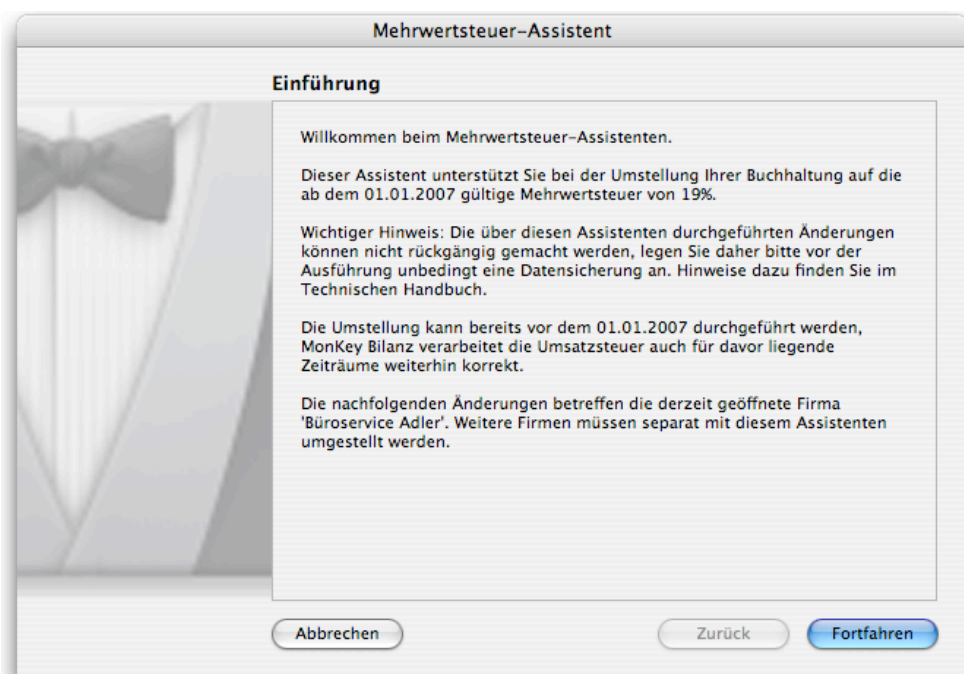 Mehrwertsteuer-Assistent
Einführung
Willkommen beim Mehrwertsteuer-Assistenten.
Dieser Assistent unterstützt Sie bei der Umstellung Ihrer Buchhaltung auf die
ab dem 01.01.2007 gültige Mehrwertsteuer von 19%.
Wichtiger Hinweis: Die über diesen Assistenten durchgeführten Änderungen
können nicht rückgängig gemacht werden, legen Sie daher bitte vor der
Ausführung unbedingt eine Datensicherung an. Hinweise dazu finden Sie im
Technischen Handbuch.
Die Umstellung kann bereits vor dem 01.01.2007 durchgeführt werden,
MonKey Bilanz verarbeitet die Umsatzsteuer auch für davor liegende
Zeiträume weiterhin korrekt.
Die nachfolgenden Änderungen betreffen die derzeit geöffnete Firma
'Büroservice Adler'. Weitere Firmen müssen separat mit diesem Assistenten
umgestellt werden.
Abbrechen Zurück Fortfahren